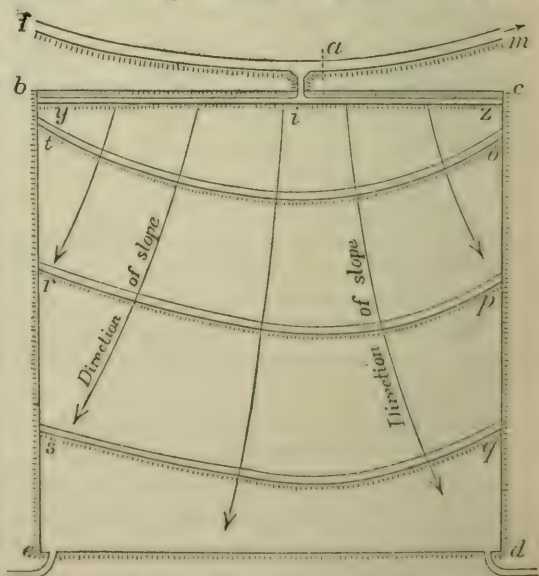 f
a
m
b
c
y
i
z
t
o
Direction of slope
Direction of slope
r
p
s
q
e
d